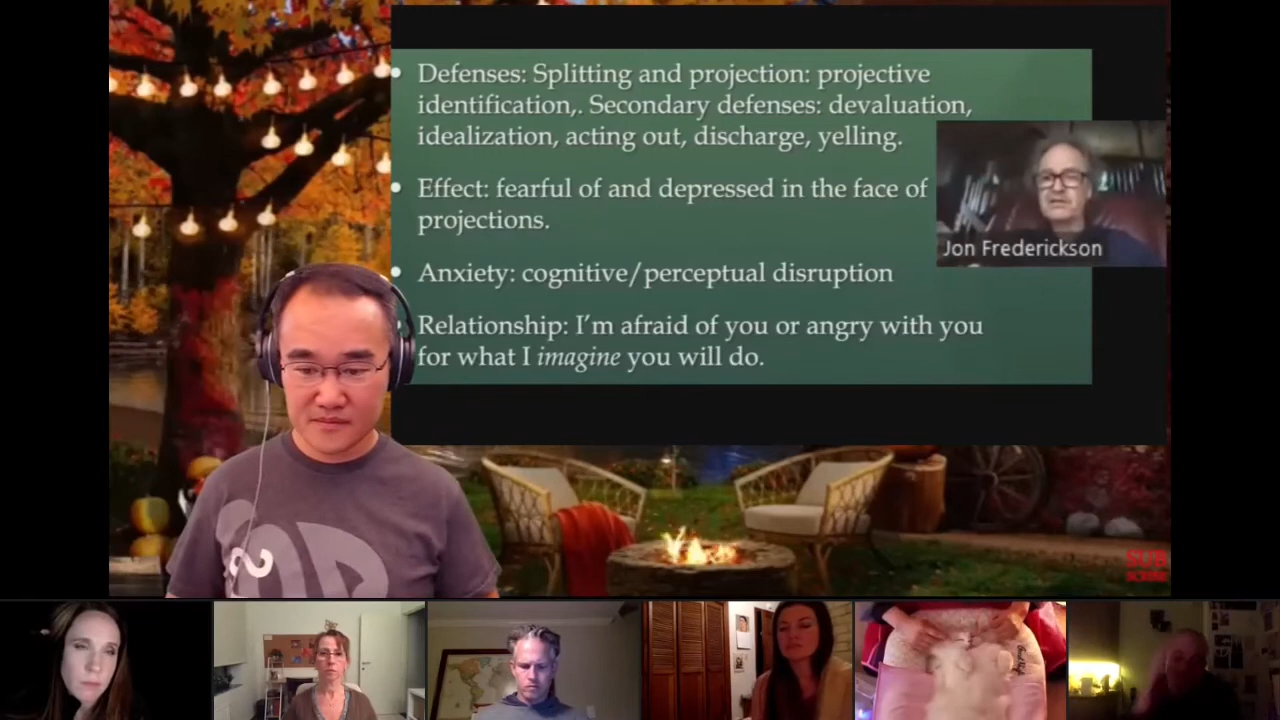 • Defenses: Splitting and projection: projective
identification,. Secondary defenses: devaluation,
idealization, acting out, discharge, yelling.
• Effect: fearful of and depressed in the face of
projections.
• Anxiety: cognitive/perceptual disruption
• Relationship: I'm afraid of you or angry with you
for what I imagine you will do.
Jon Frederickson
SUB
SCRIBE